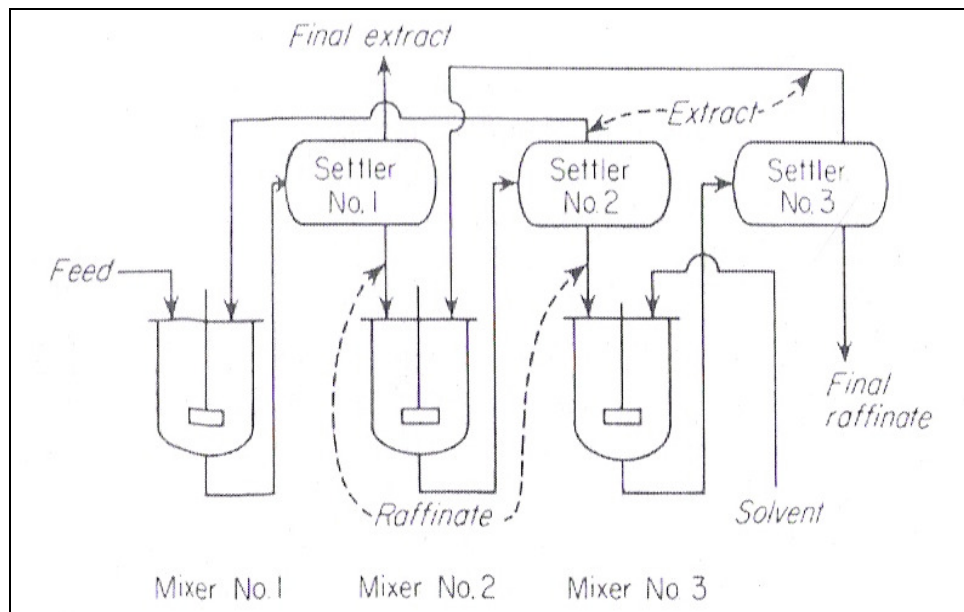 Final extract
Extract
Settler
No. 1
Settler
No. 2
Settler
No. 3
Feed
Final
raffinate
Raffinate
Solvent
Mixer No. 1
Mixer No. 2
Mixer No. 3